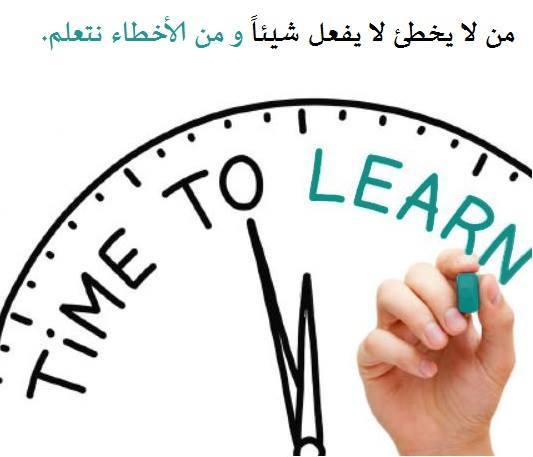 من لا يخطئ لا يفعل شيئاً و من الأخطاء نتعلم.
TiME TO LEARN